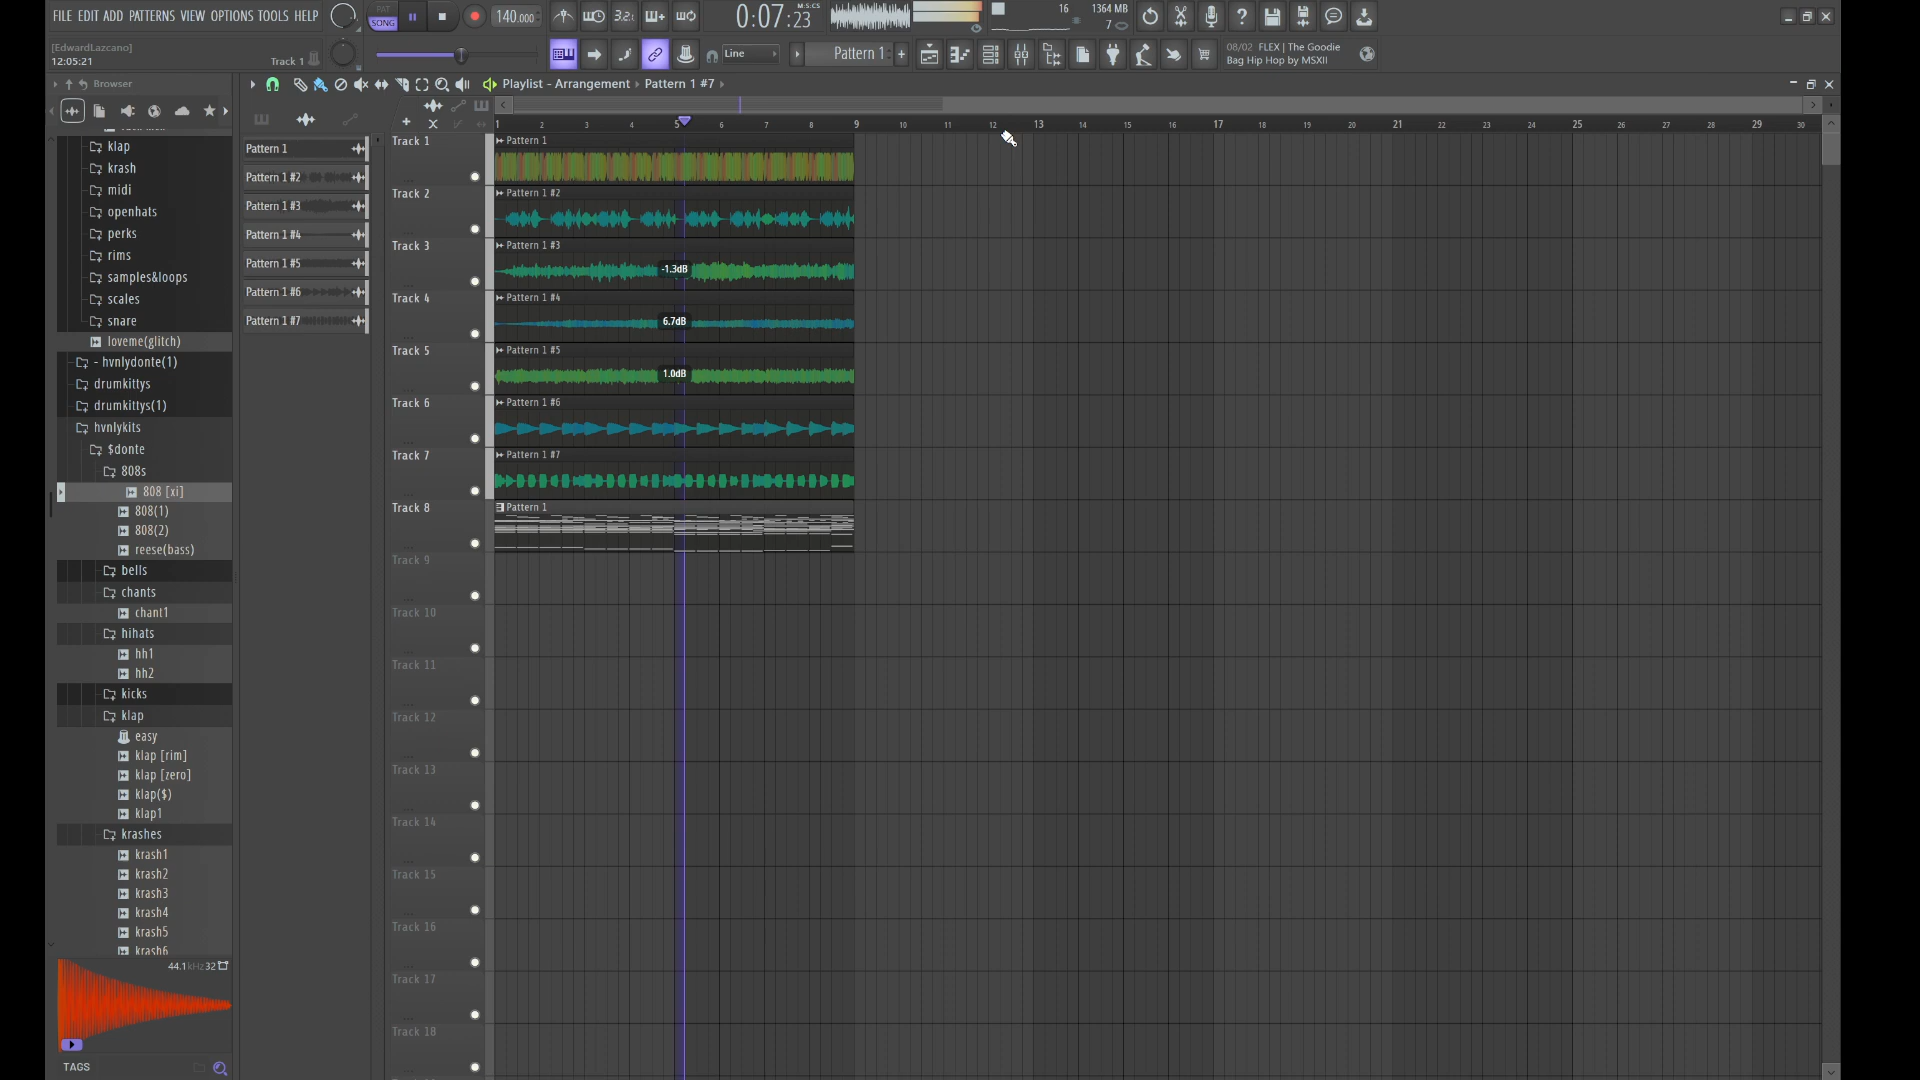 FILE EDIT ADD PATTERNS VIEW OPTIONS TOOLS HELP
PAT
SONG
140.000
3.2.
0:07:23
M:S:CS
16
1364 MB
7
[EdwardLazcano]
12:05:21
Track 1
Line
Pattern 1
+
08/02 FLEX | The Goodie
Bag Hip Hop by MSXII
Browser
Playlist - Arrangement › Pattern 1 #7 ›
1 2 3 4 5 6 7 8 9 10 11 12 13 14 15 16 17 18 19 20 21 22 23 24 25 26 27 28 29 30
klap
krash
midi
openhats
perks
rims
samples&loops
scales
snare
loveme(glitch)
- hvnlydonte(1)
drumkittys
drumkittys(1)
hvnlykits
$donte
808s
808 [xi]
808(1)
808(2)
reese(bass)
bells
chants
chant1
hihats
hh1
hh2
kicks
klap
easy
klap [rim]
klap [zero]
klap($)
klap1
krashes
krash1
krash2
krash3
krash4
krash5
krash6
44.1kHz 32
TAGS
Pattern 1
Pattern 1 #2
Pattern 1 #3
Pattern 1 #4
Pattern 1 #5
Pattern 1 #6
Pattern 1 #7
Track 1
Pattern 1
Track 2
Pattern 1 #2
Track 3
Pattern 1 #3
-1.3dB
Track 4
Pattern 1 #4
6.7dB
Track 5
Pattern 1 #5
1.0dB
Track 6
Pattern 1 #6
Track 7
Pattern 1 #7
Track 8
Pattern 1
Track 9
Track 10
Track 11
Track 12
Track 13
Track 14
Track 15
Track 16
Track 17
Track 18